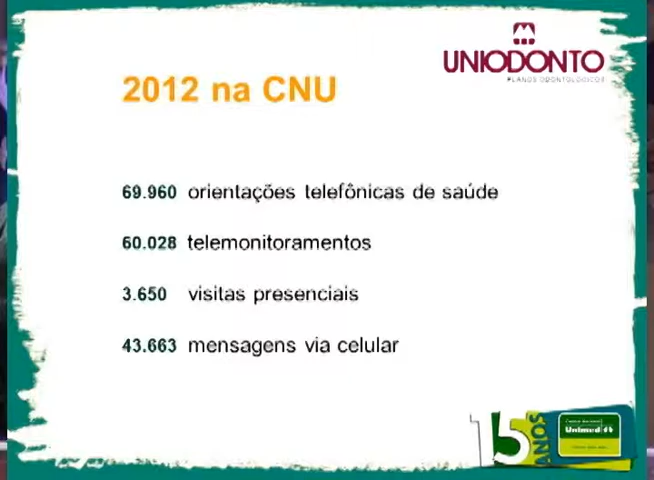 UNIODONTO
PLANOS ODONTOLÓGICOS
2012 na CNU
69.960 orientações telefônicas de saúde
60.028 telemonitoramentos
3.650 visitas presenciais
43.663 mensagens via celular
15
ANOS
Unimed